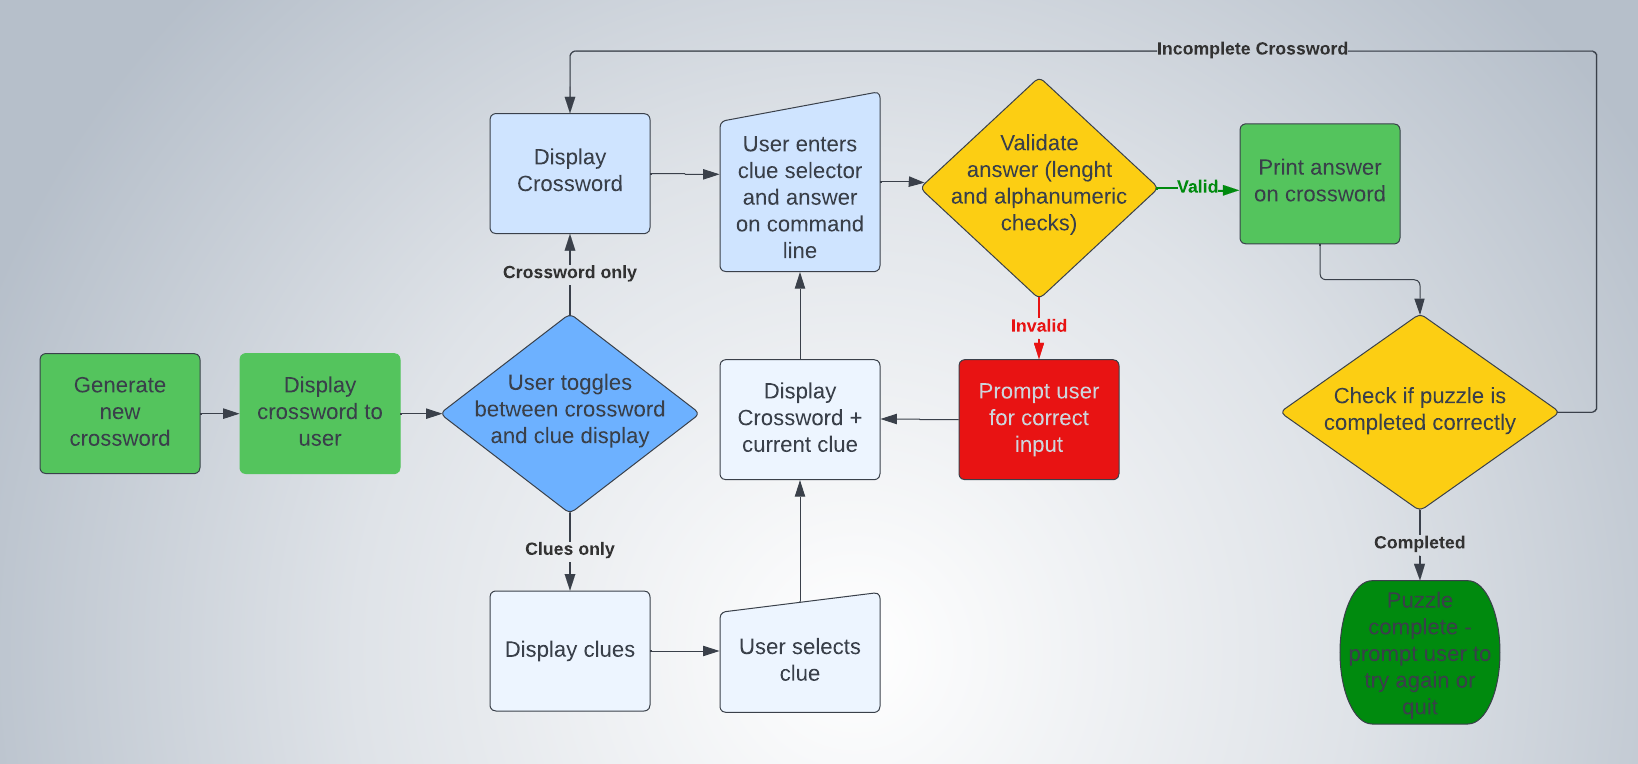 Incomplete Crossword
Display
Crossword
User enters
clue selector
and answer
on command
line
Validate
answer (lenght
and alphanumeric
checks)
Valid
Print answer
on crossword
Crossword only
Invalid
Generate
new
crossword
Display
crossword to
user
User toggles
between crossword
and clue display
Display
Crossword +
current clue
Prompt user
for correct
input
Check if puzzle is
completed correctly
Clues only
Completed
Display clues
User selects
clue
Puzzle
complete -
prompt user to
try again or
quit